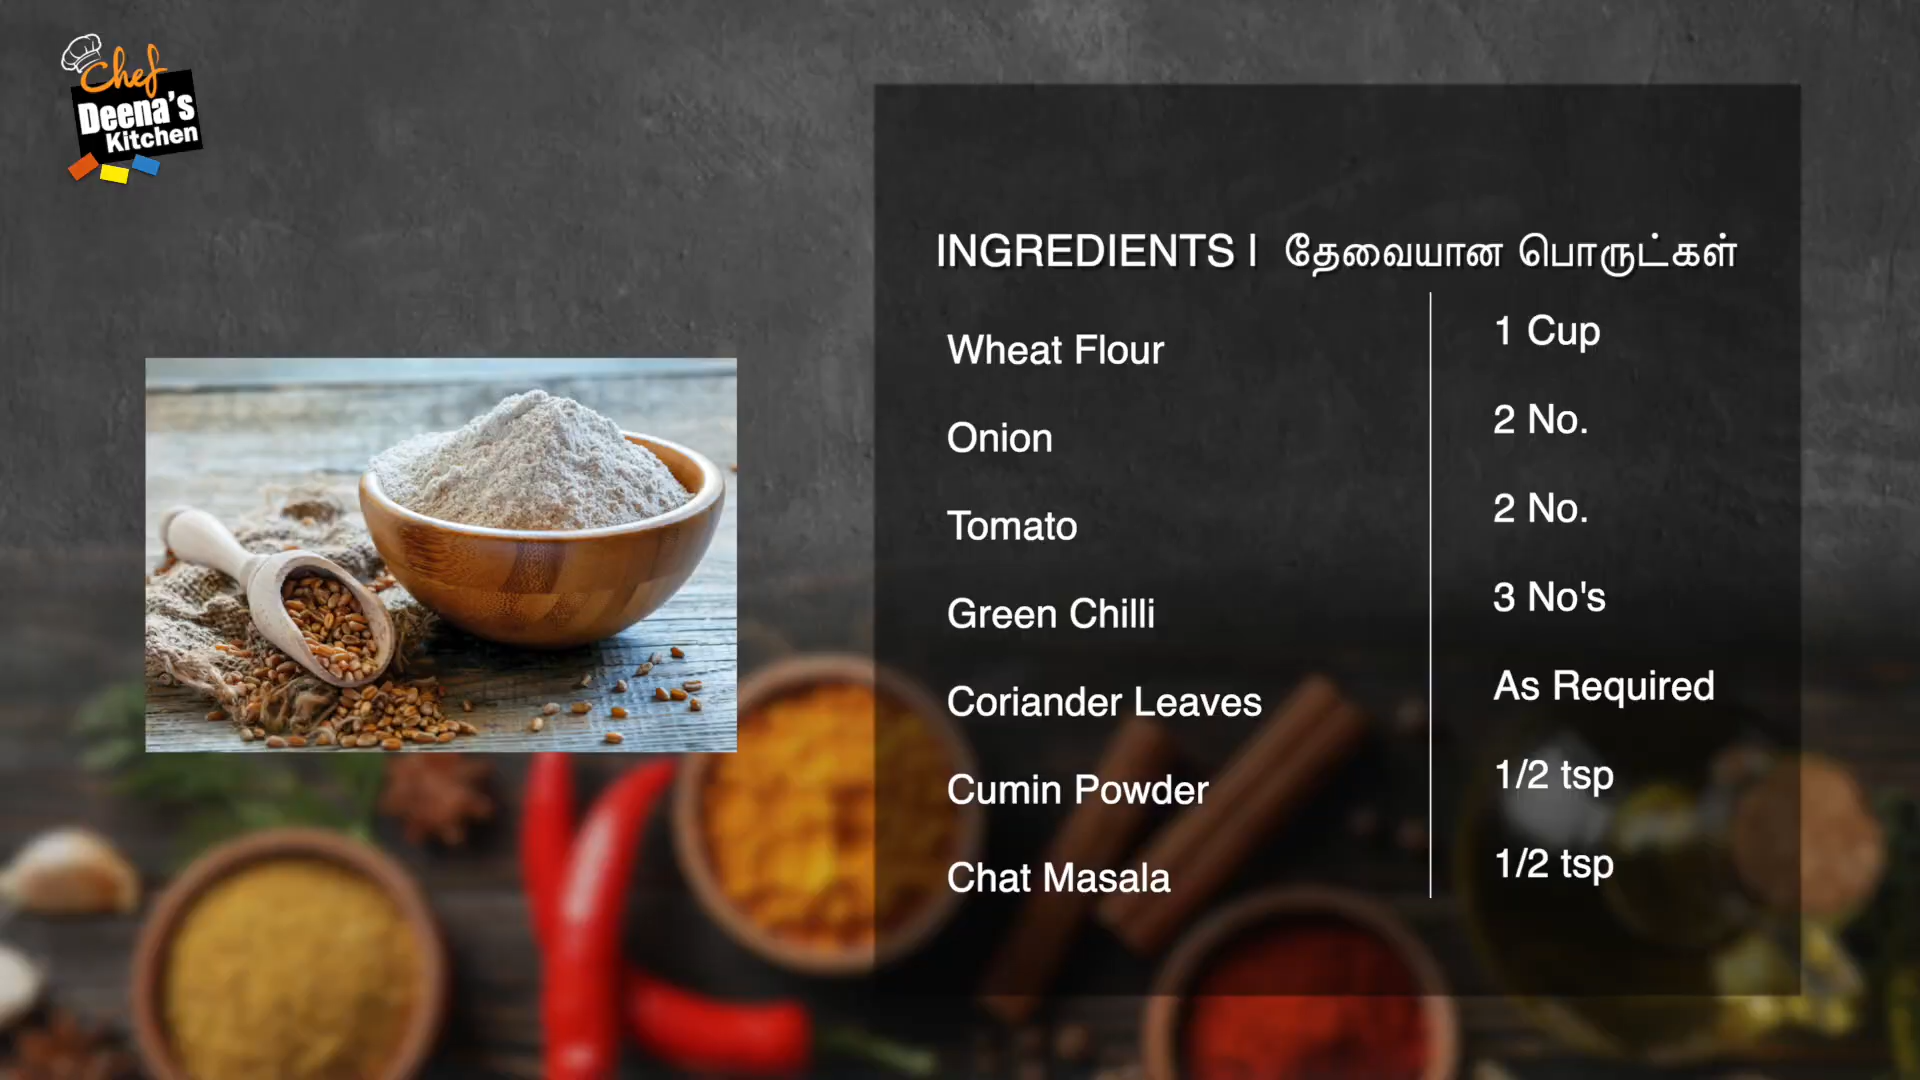 Chef
Deena's
Kitchen
INGREDIENTS | தேவையான பொருட்கள்
Wheat Flour 1 Cup
Onion 2 No.
Tomato 2 No.
Green Chilli 3 No's
Coriander Leaves As Required
Cumin Powder 1/2 tsp
Chat Masala 1/2 tsp